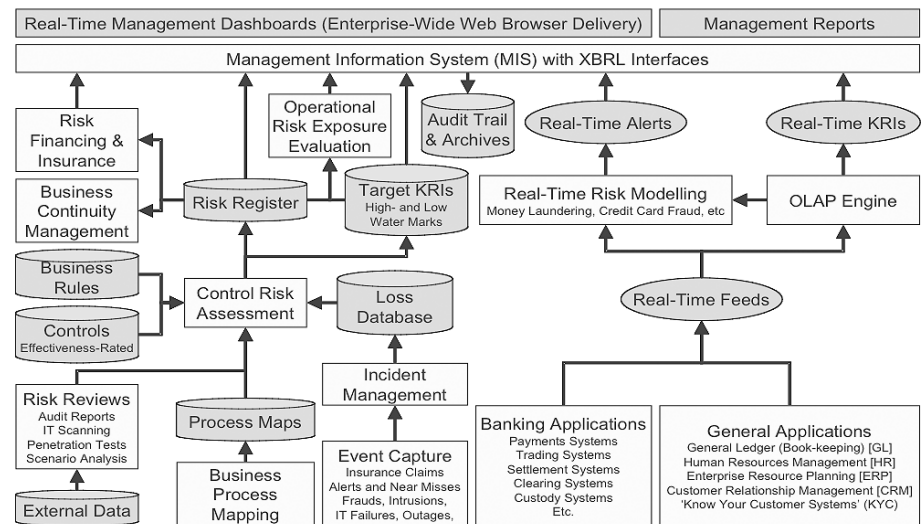 Real-Time Management Dashboards (Enterprise-Wide Web Browser Delivery)
Management Reports
Management Information System (MIS) with XBRL Interfaces
Risk
Financing &
Insurance
Operational
Risk Exposure
Evaluation
Audit Trail
& Archives
Real-Time Alerts
Real-Time KRIs
Business
Continuity
Management
Risk Register
Target KRIs
High- and Low
Water Marks
Real-Time Risk Modelling
Money Laundering, Credit Card Fraud, etc
OLAP Engine
Business
Rules
Controls
Effectiveness-Rated
Control Risk
Assessment
Loss
Database
Real-Time Feeds
Incident
Management
Risk Reviews
Audit Reports
IT Scanning
Penetration Tests
Scenario Analysis
Process Maps
Event Capture
Insurance Claims
Alerts and Near Misses
Frauds, Intrusions,
IT Failures, Outages,
External Data
Business
Process
Mapping
Banking Applications
Payments Systems
Trading Systems
Settlement Systems
Clearing Systems
Custody Systems
Etc.
General Applications
General Ledger (Book-keeping) [GL]
Human Resources Management [HR]
Enterprise Resource Planning [ERP]
Customer Relationship Management [CRM]
'Know Your Customer Systems' (KYC)